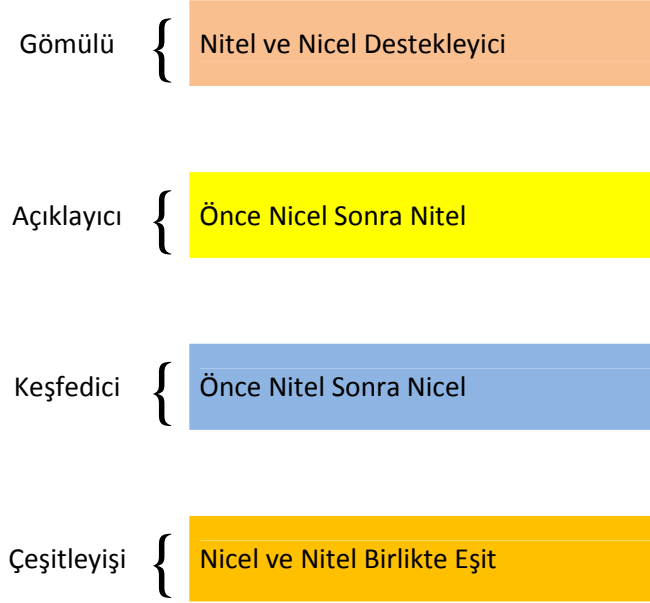 Gömülü { Nitel ve Nicel Destekleyici
Açıklayıcı { Önce Nicel Sonra Nitel
Keşfedici { Önce Nitel Sonra Nicel
Çeşitleyişi { Nicel ve Nitel Birlikte Eşit